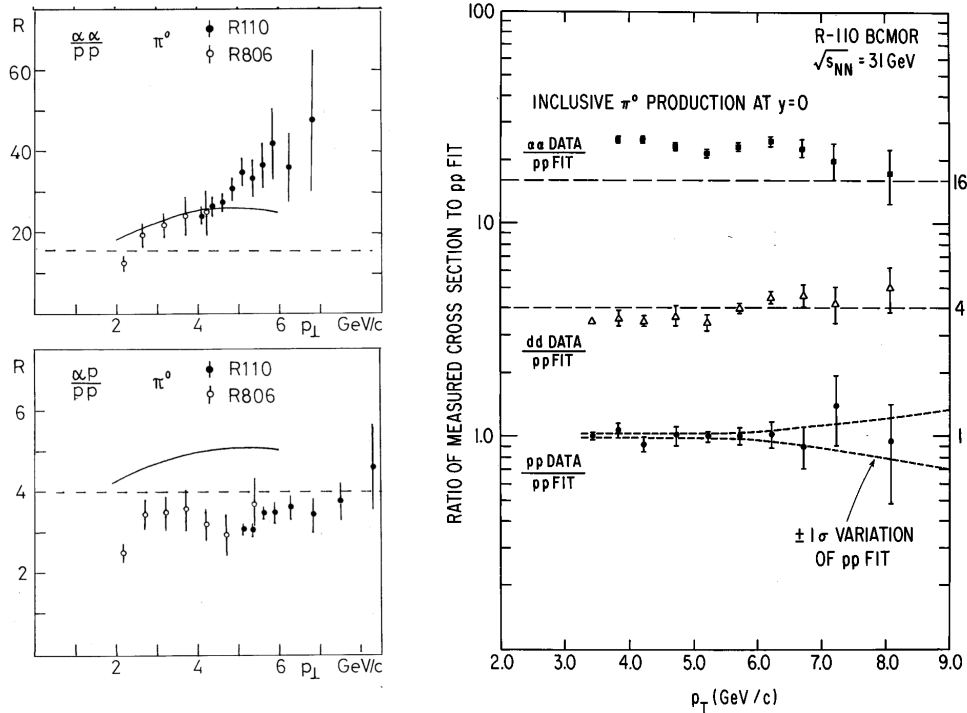 R
αα
pp
π°
R110
R806
60
40
20
2
4
6
p⊥
GeV/c
R
αp
pp
π°
R110
R806
6
4
2
2
4
6
p⊥
GeV/c
RATIO OF MEASURED CROSS SECTION TO pp FIT
100
10
1.0
R-110 BCMOR
√sNN = 31 GeV
INCLUSIVE π° PRODUCTION AT y=0
αα DATA
pp FIT
16
dd DATA
pp FIT
4
pp DATA
pp FIT
1
±1σ VARIATION
OF pp FIT
2.0 3.0 4.0 5.0 6.0 7.0 8.0 9.0
pT (GeV/c)